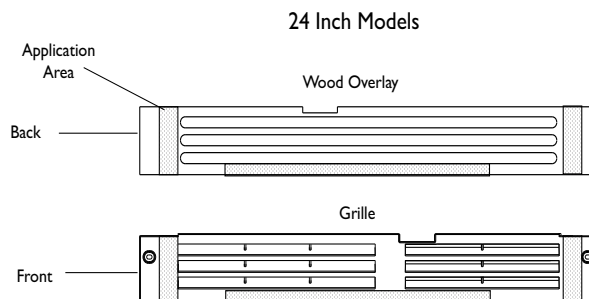 24 Inch Models
Application
Area
Wood Overlay
Back
Grille
Front